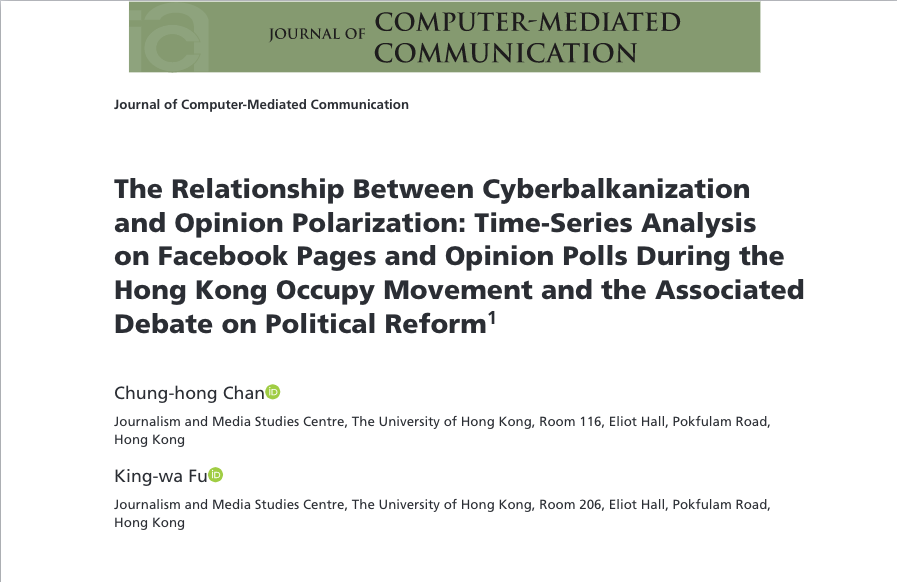 JOURNAL OF COMPUTER-MEDIATED
COMMUNICATION
Journal of Computer-Mediated Communication
The Relationship Between Cyberbalkanization
and Opinion Polarization: Time-Series Analysis
on Facebook Pages and Opinion Polls During the
Hong Kong Occupy Movement and the Associated
Debate on Political Reform¹
Chung-hong Chan iD
Journalism and Media Studies Centre, The University of Hong Kong, Room 116, Eliot Hall, Pokfulam Road,
Hong Kong
King-wa Fu iD
Journalism and Media Studies Centre, The University of Hong Kong, Room 206, Eliot Hall, Pokfulam Road,
Hong Kong